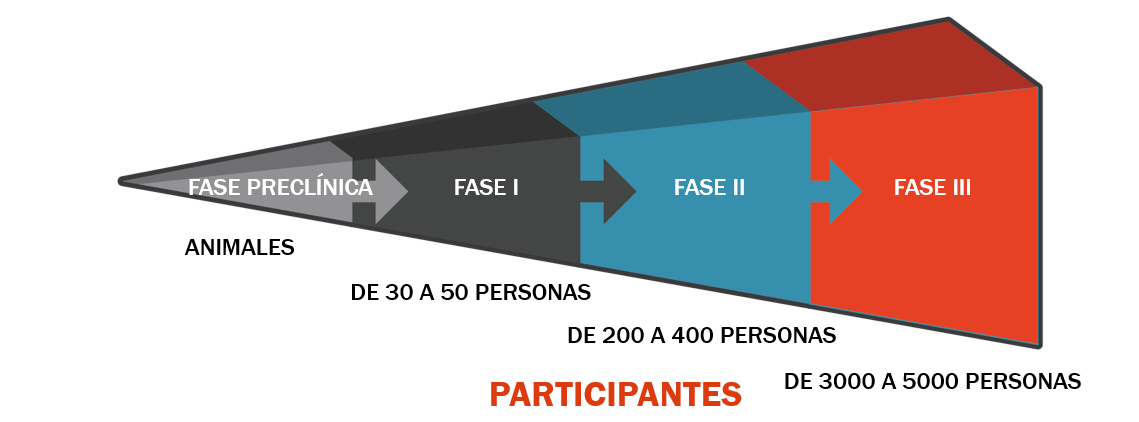 FASE PRECLÍNICA
FASE I
FASE II
FASE III
ANIMALES
DE 30 A 50 PERSONAS
DE 200 A 400 PERSONAS
DE 3000 A 5000 PERSONAS
PARTICIPANTES